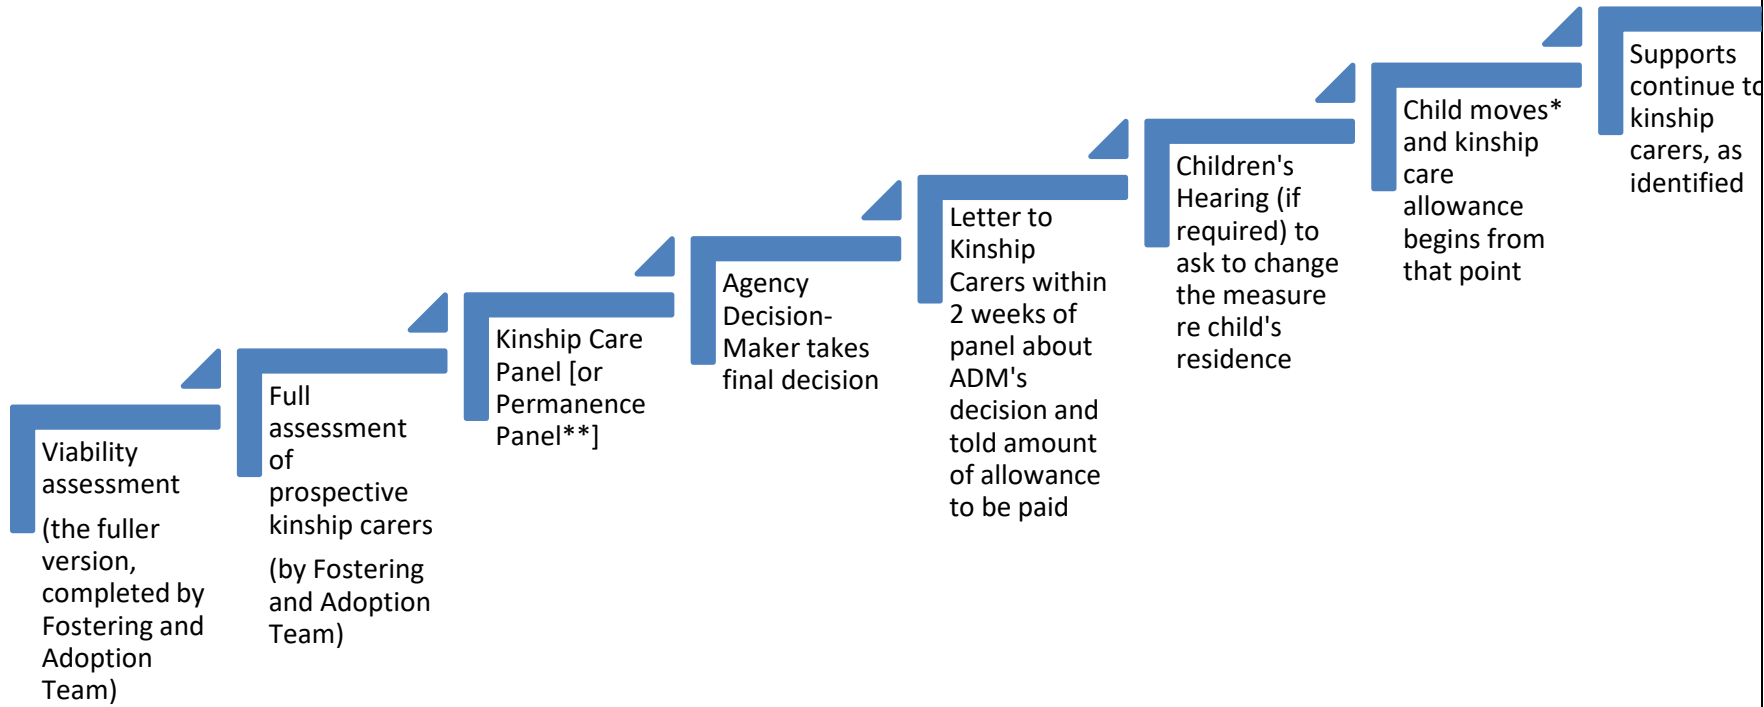 Viability
assessment
(the fuller
version,
completed by
Fostering and
Adoption
Team)
Full
assessment
of
prospective
kinship carers
(by Fostering
and Adoption
Team)
Kinship Care
Panel [or
Permanence
Panel**]
Agency
Decision-
Maker takes
final decision
Letter to
Kinship
Carers within
2 weeks of
panel about
ADM's
decision and
told amount
of allowance
to be paid
Children's
Hearing (if
required) to
ask to change
the measure
re child's
residence
Child moves*
and kinship
care
allowance
begins from
that point
Supports
continue to
kinship
carers, as
identified